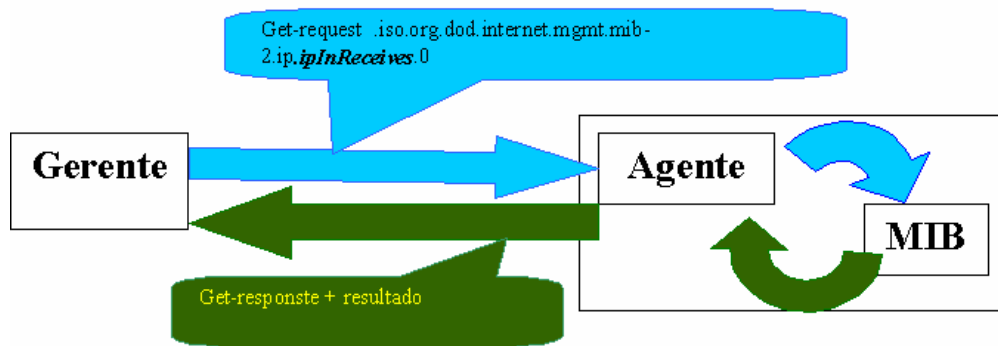 Get-request .iso.org.dod.internet.mgmt.mib-
2.ip.ipInReceives.0
Gerente
Agente
MIB
Get-responste + resultado